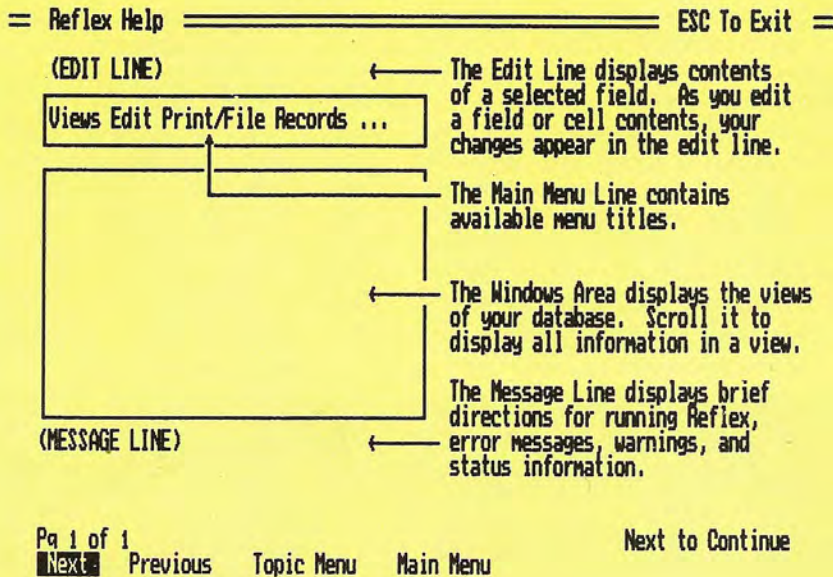 Reflex Help ESC To Exit
(EDIT LINE)
The Edit Line displays contents
of a selected field. As you edit
a field or cell contents, your
changes appear in the edit line.
Views Edit Print/File Records ...
The Main Menu Line contains
available menu titles.
The Windows Area displays the views
of your database. Scroll it to
display all information in a view.
The Message Line displays brief
directions for running Reflex,
error messages, warnings, and
status information.
(MESSAGE LINE)
Pg 1 of 1
Next to Continue
Next Previous Topic Menu Main Menu